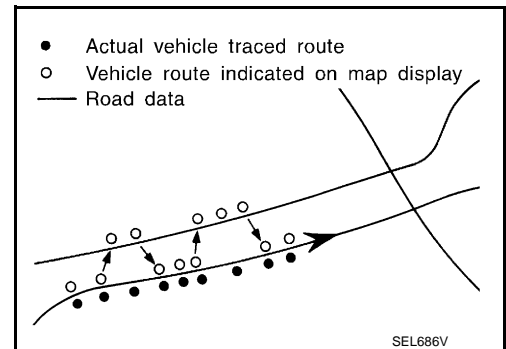 Actual vehicle traced route
Vehicle route indicated on map display
Road data
SEL686V